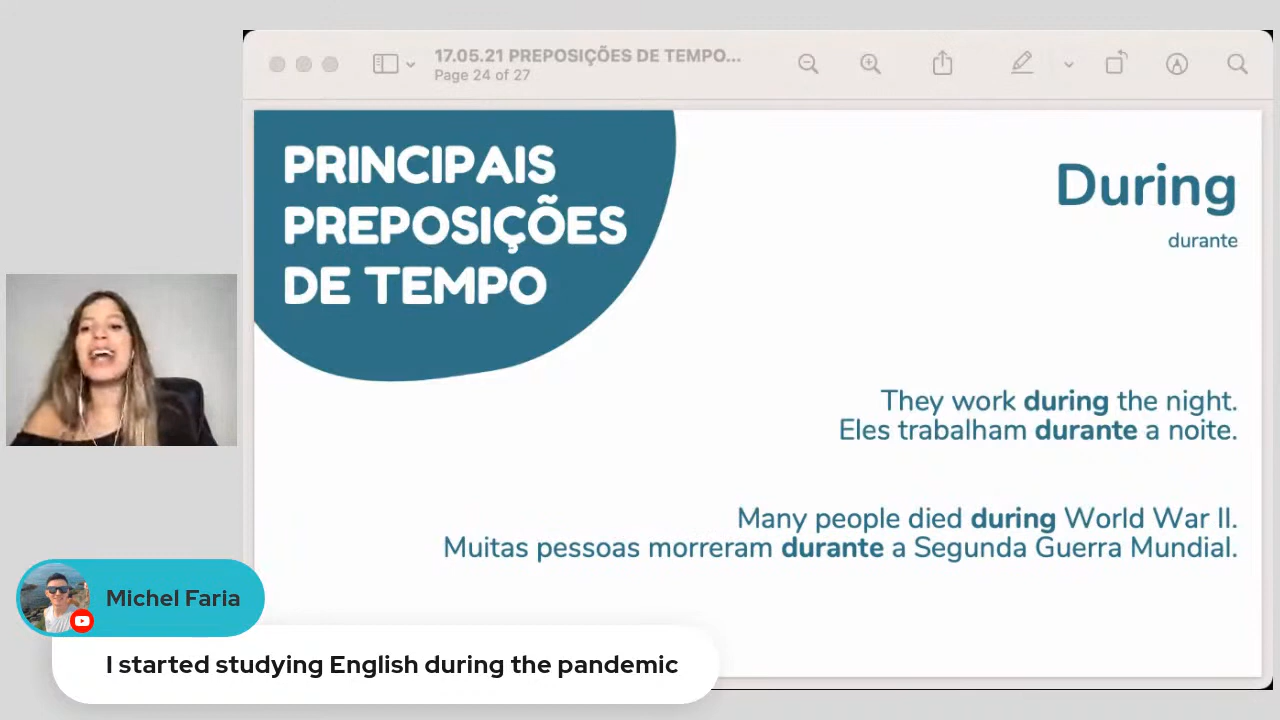 17.05.21 PREPOSIÇÕES DE TEMPO...
Page 24 of 27
PRINCIPAIS
PREPOSIÇÕES
DE TEMPO
During
durante
They work during the night.
Eles trabalham durante a noite.
Many people died during World War II.
Muitas pessoas morreram durante a Segunda Guerra Mundial.
Michel Faria
I started studying English during the pandemic